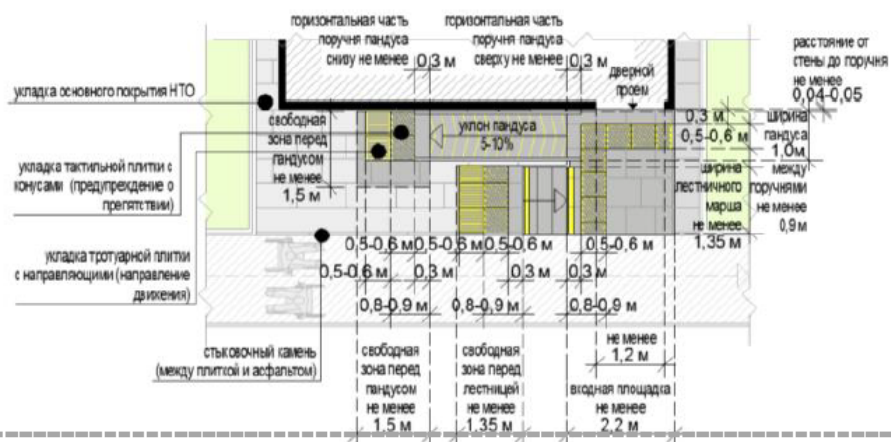 горизонтальная часть
поручня пандуса
снизу не менее
0,3 м
горизонтальная часть
поручня пандуса
сверху не менее
0,3 м
дверной
проем
расстояние от
стены до поручня
не менее
0,04-0,05
укладка основного покрытия НТО
свободная
зона перед
пандусом
не менее
1,5 м
уклон пандуса
5-10%
0,3 м
0,5-0,6 м
ширина
пандуса
1,0м
между
поручнями
не менее
0,9 м
ширина
лестничного
марша
не менее
1,35 м
укладка тактильной плитки с
конусами (предупреждение о
препятствии)
укладка тротуарной плитки
с направляющими (направление
движения)
0,5-0,6 м
0,5-0,6 м
0,5-0,6 м
0,5-0,6 м
0,5-0,6 м
0,3 м
0,3 м
0,3 м
0,8-0,9 м
0,8-0,9 м
0,8-0,9 м
стыковочный камень
(между плиткой и асфальтом)
не менее
1,2 м
свободная
зона перед
пандусом
не менее
1,5 м
свободная
зона перед
лестницей
не менее
1,35 м
входная площадка
не менее
2,2 м